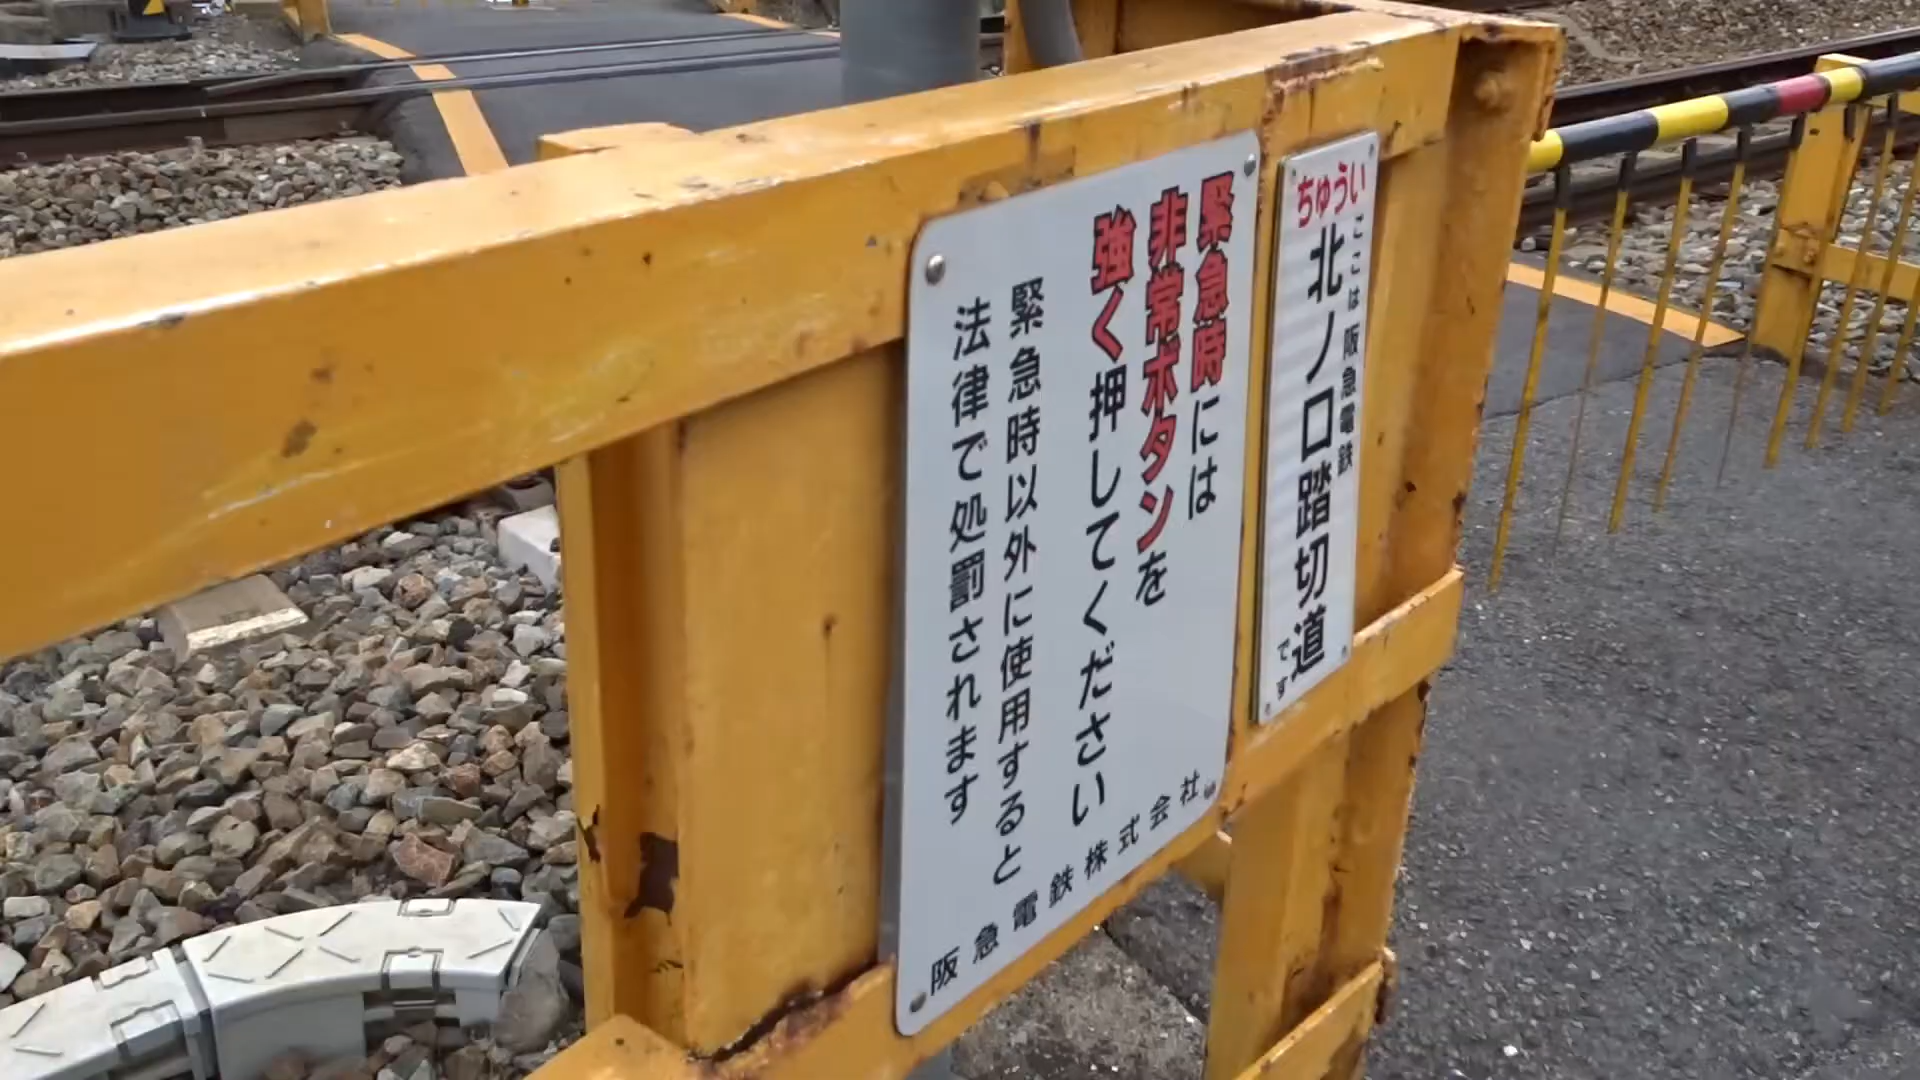 ちゅうい
ここは阪急電鉄
北ノ口踏切道
です
緊急時には
非常ボタンを
強く押してください
緊急時以外に使用すると
法律で処罰されます
阪急電鉄株式会社